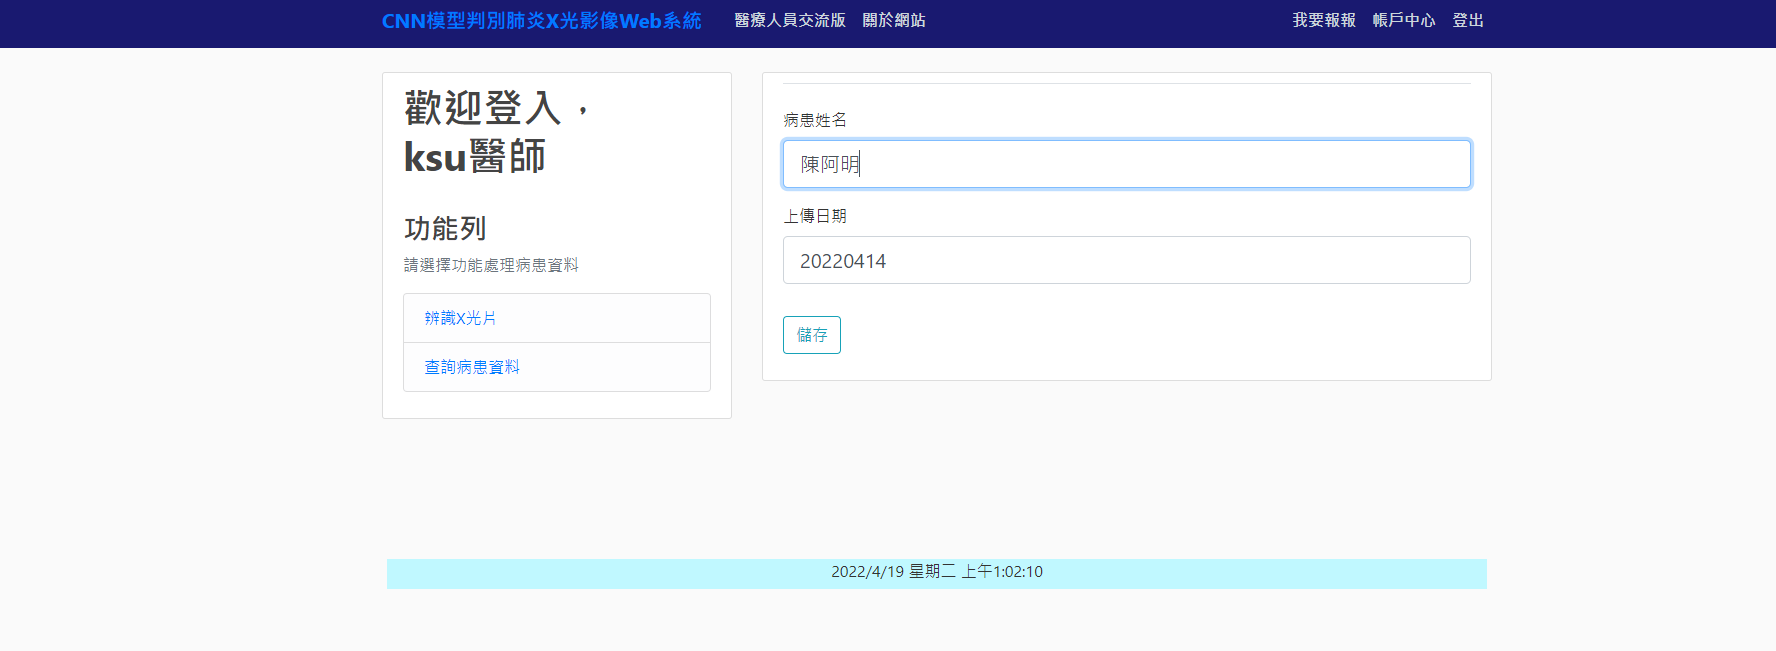 CNN模型判別肺炎X光影像Web系統 醫療人員交流版 關於網站 我要報報 帳戶中心 登出
歡迎登入，
ksu醫師
功能列
請選擇功能處理病患資料
辨識X光片
查詢病患資料
病患姓名
陳阿明
上傳日期
20220414
儲存
2022/4/19 星期二 上午1:02:10